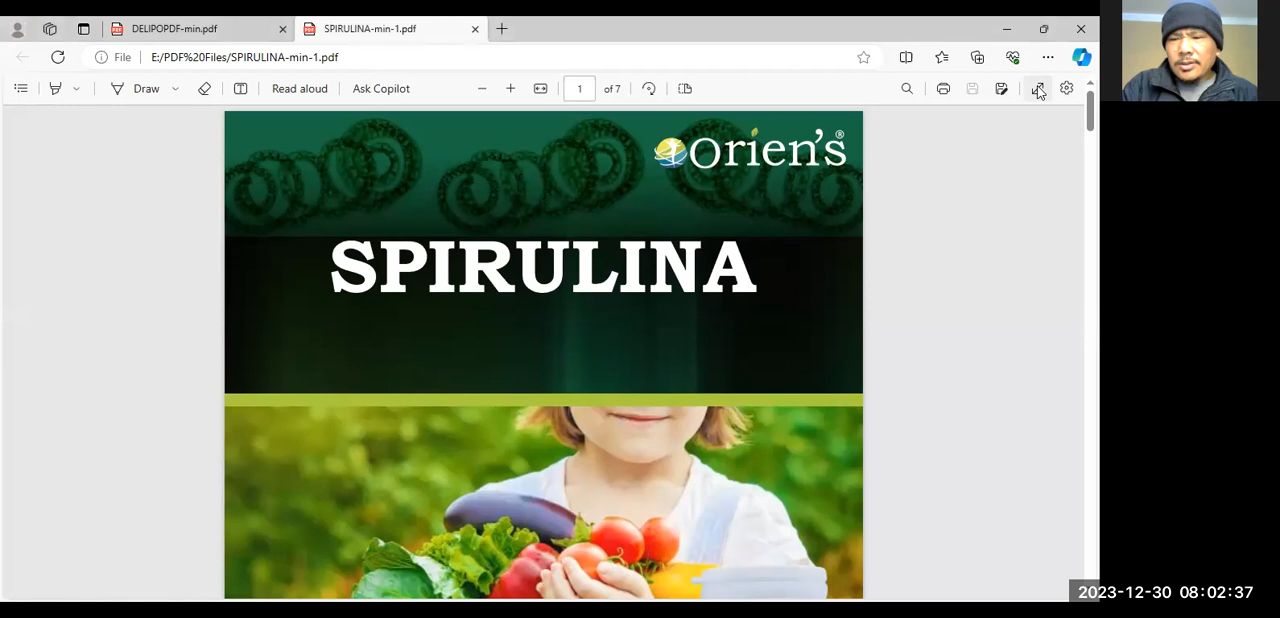 DELIPOPDF-min.pdf
SPIRULINA-min-1.pdf
File
E:/PDF%20Files/SPIRULINA-min-1.pdf
Draw
Read aloud
Ask Copilot
1
of 7
Orien's®
SPIRULINA
2023-12-30 08:02:37